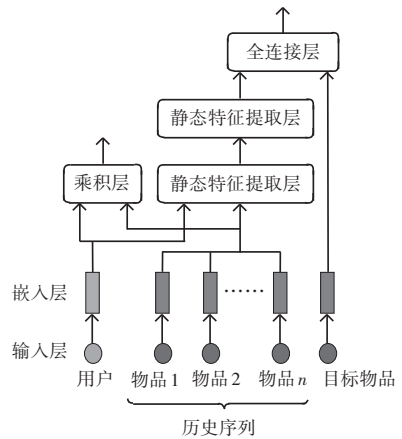 全连接层
静态特征提取层
乘积层
静态特征提取层
嵌入层
……
输入层
用户 物品1 物品2 物品n 目标物品
历史序列